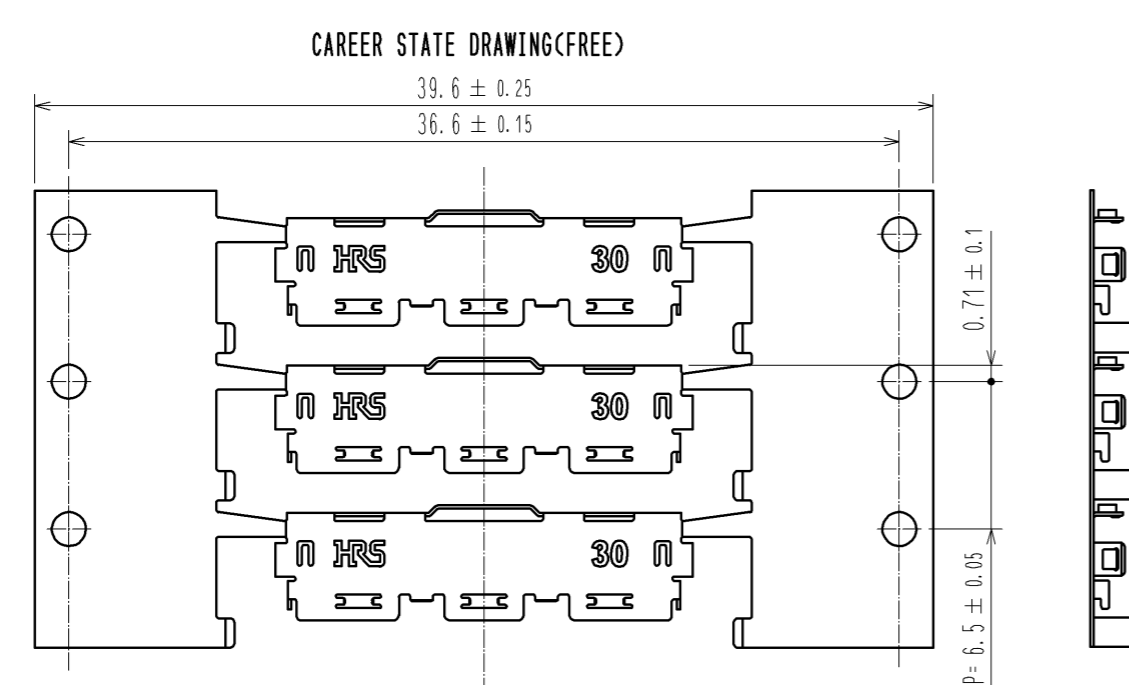 CAREER STATE DRAWING(FREE)
39.6 ± 0.25
36.6 ± 0.15
HRS 30
0.71 ± 0.1
HRS 30
HRS 30
P= 6.5 ± 0.05